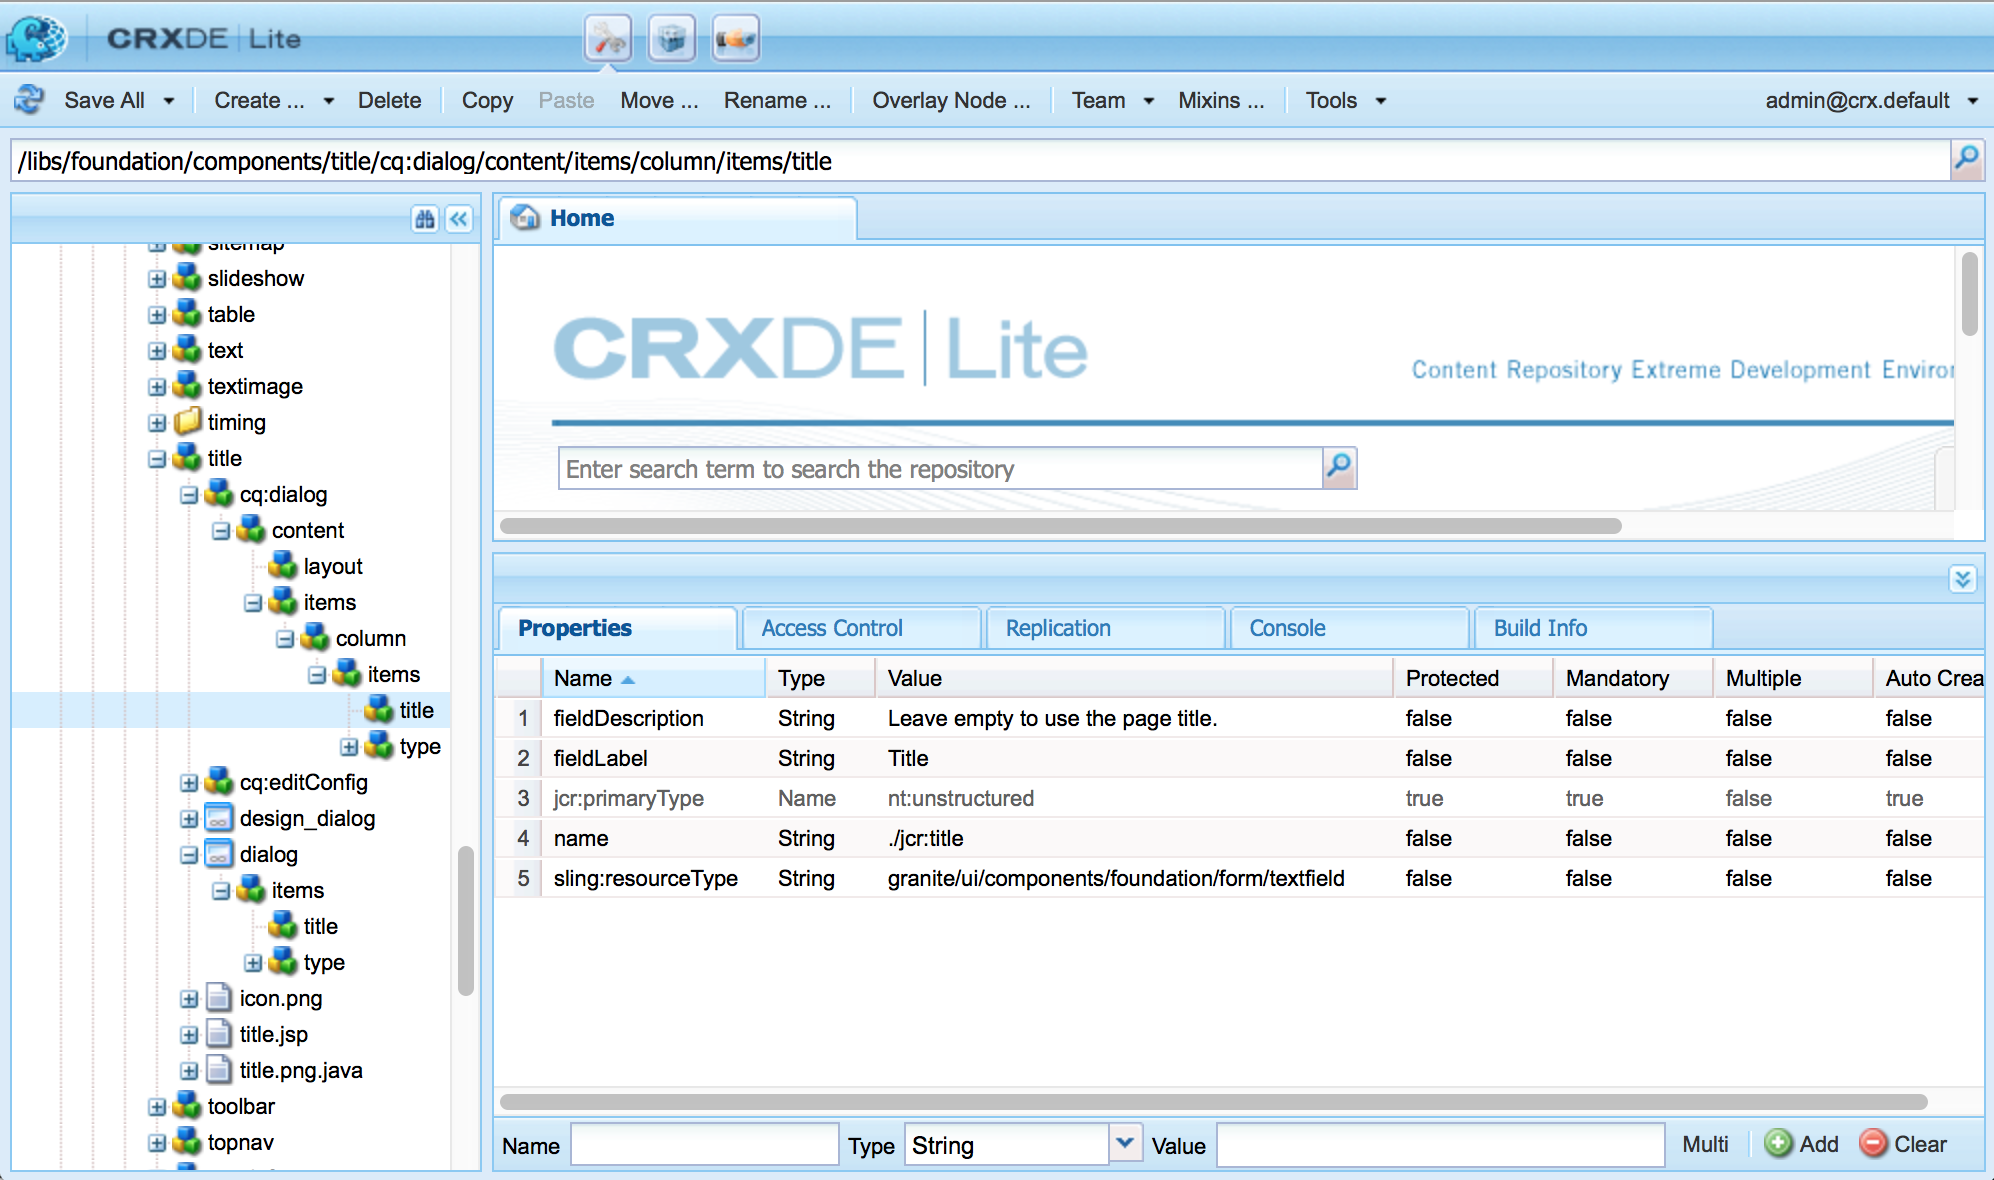 CRXDE | Lite
Save All Create ... Delete Copy Paste Move ... Rename ... Overlay Node ... Team Mixins ... Tools admin@crx.default
/libs/foundation/components/title/cq:dialog/content/items/column/items/title
sitemap
slideshow
table
text
textimage
timing
title
cq:dialog
content
layout
items
column
items
title
type
cq:editConfig
design_dialog
dialog
items
title
type
icon.png
title.jsp
title.png.java
toolbar
topnav
Home
CRXDE | Lite
Content Repository Extreme Development Environ
Enter search term to search the repository
Properties Access Control Replication Console Build Info
Name Type Value Protected Mandatory Multiple Auto Crea
1 fieldDescription String Leave empty to use the page title. false false false false
2 fieldLabel String Title false false false false
3 jcr:primaryType Name nt:unstructured true true false true
4 name String ./jcr:title false false false false
5 sling:resourceType String granite/ui/components/foundation/form/textfield false false false false
Name Type String Value Multi Add Clear